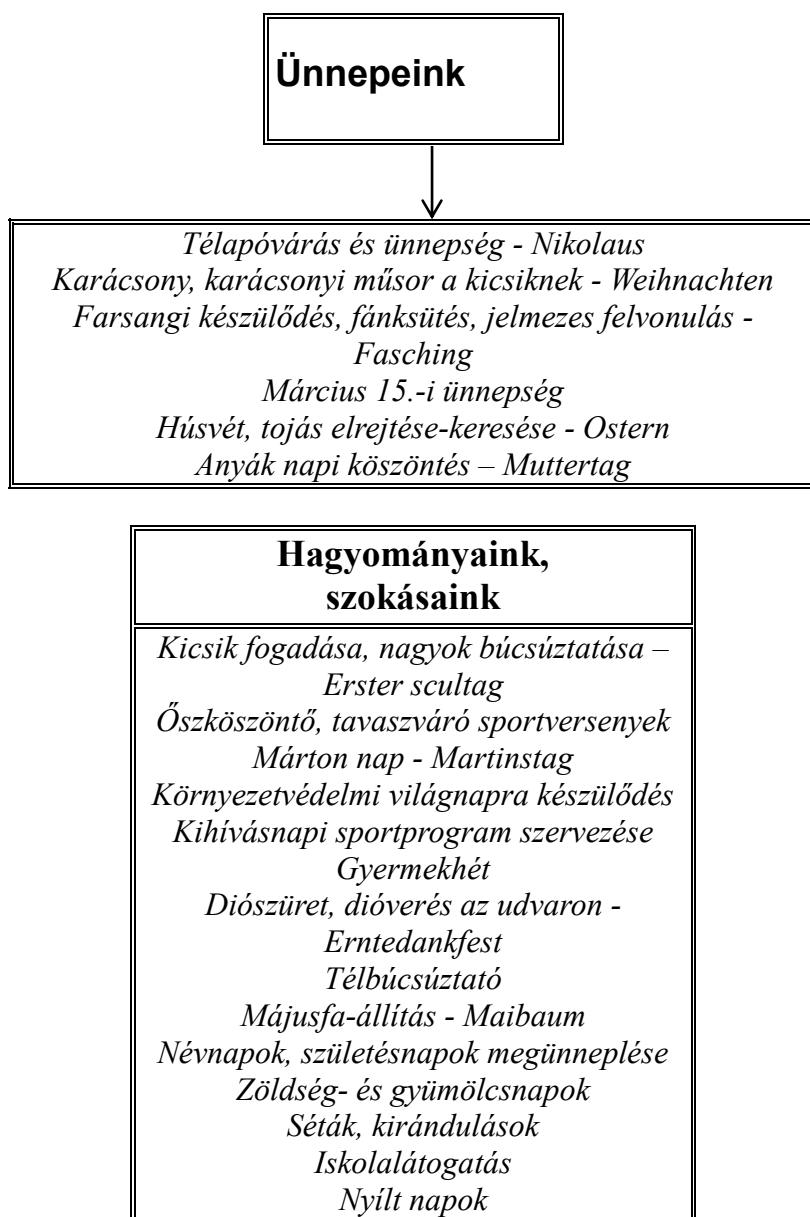 Ünnepeink
Télapóvárás és ünnepség - Nikolaus
Karácsony, karácsonyi műsor a kicsiknek - Weihnachten
Farsangi készülődés, fánksütés, jelmezes felvonulás -
Fasching
Március 15.-i ünnepség
Húsvét, tojás elrejtése-keresése - Ostern
Anyák napi köszöntés – Muttertag
Hagyományaink,
szokásaink
Kicsik fogadása, nagyok búcsúztatása –
Erster scultag
Őszköszöntő, tavaszváró sportversenyek
Márton nap - Martinstag
Környezetvédelmi világnapra készülődés
Kihívásnapi sportprogram szervezése
Gyermekhét
Diószüret, dióverés az udvaron -
Erntedankfest
Télbúcsúztató
Májusfa-állítás - Maibaum
Névnapok, születésnapok megünneplése
Zöldség- és gyümölcsnapok
Séták, kirándulások
Iskolalátogatás
Nyílt napok